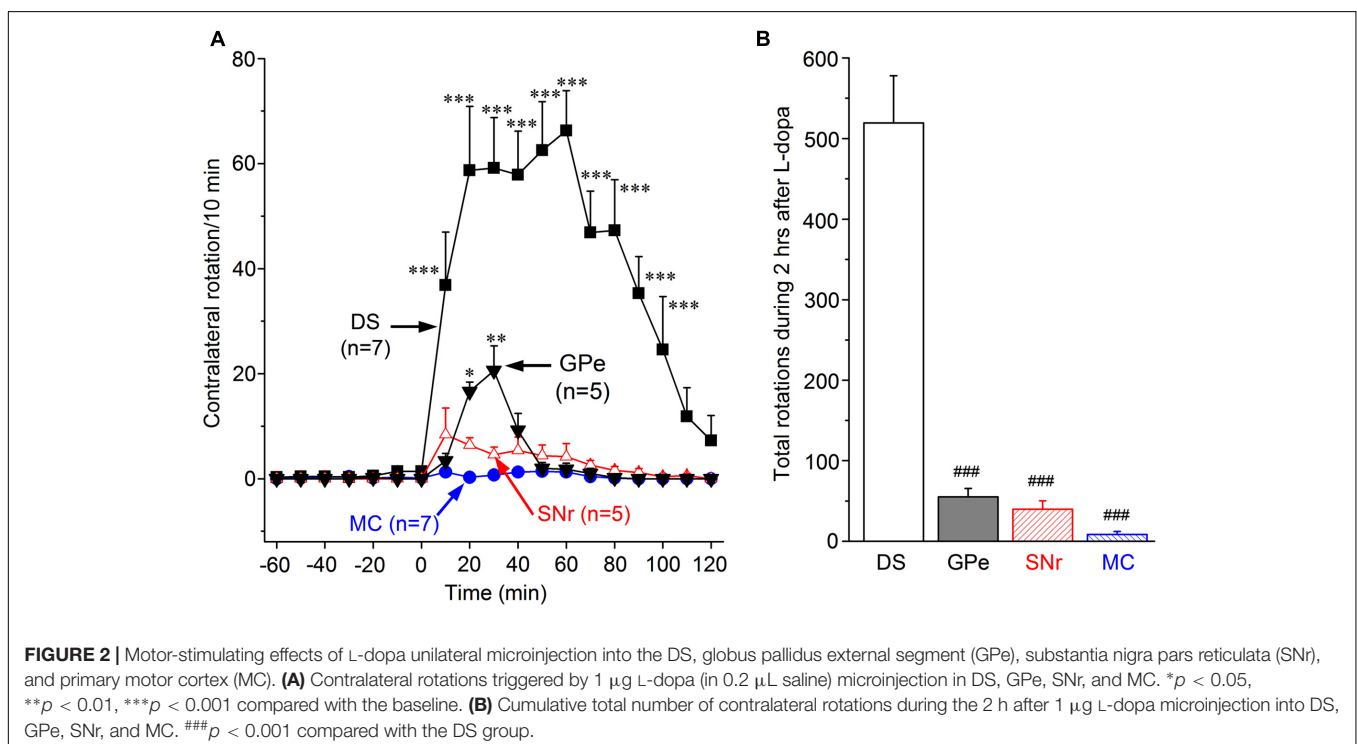 A
80
60
40
20
0
Contralateral rotation/10 min
***
***
***
***
***
***
***
***
***
***
DS
(n=7)
*
**
GPe
(n=5)
MC (n=7)
SNr (n=5)
-60 -40 -20 0 20 40 60 80 100 120
Time (min)
B
600
500
400
300
200
100
0
Total rotations during 2 hrs after L-dopa
###
###
###
DS GPe SNr MC
FIGURE 2 | Motor-stimulating effects of L-dopa unilateral microinjection into the DS, globus pallidus external segment (GPe), substantia nigra pars reticulata (SNr),
and primary motor cortex (MC). (A) Contralateral rotations triggered by 1 μg L-dopa (in 0.2 μL saline) microinjection in DS, GPe, SNr, and MC. *p < 0.05,
**p < 0.01, ***p < 0.001 compared with the baseline. (B) Cumulative total number of contralateral rotations during the 2 h after 1 μg L-dopa microinjection into DS,
GPe, SNr, and MC. ###p < 0.001 compared with the DS group.